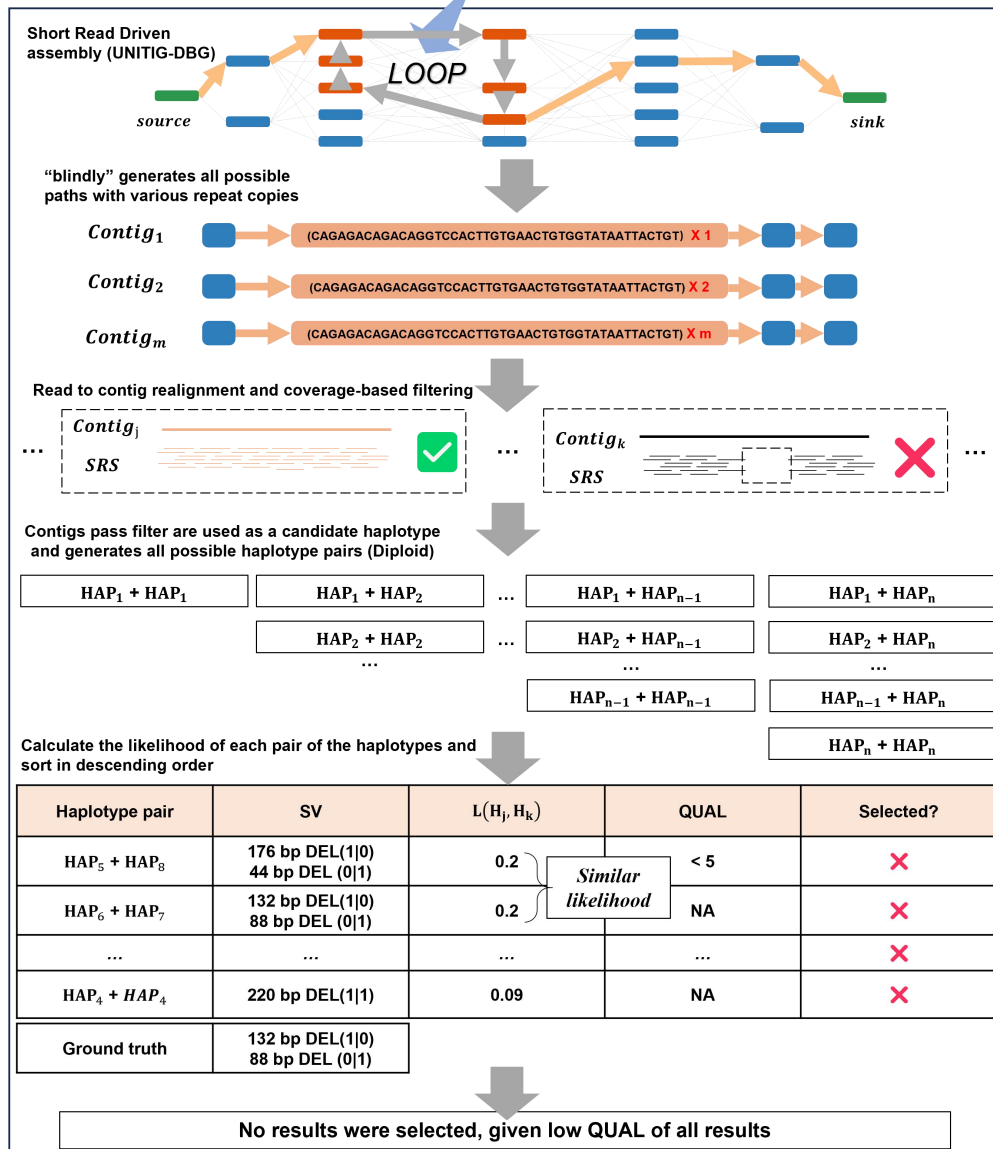 Short Read Driven
assembly (UNITIG-DBG)
LOOP
source
sink
“blindly” generates all possible
paths with various repeat copies
Contig₁
(CAGAGACAGACAGGTCCACTTGTGAACTGTGGTATAATTACTGT) X 1
Contig₂
(CAGAGACAGACAGGTCCACTTGTGAACTGTGGTATAATTACTGT) X 2
Contigₘ
(CAGAGACAGACAGGTCCACTTGTGAACTGTGGTATAATTACTGT) X m
Read to contig realignment and coverage-based filtering
... Contigⱼ
SRS
...
Contigₖ
SRS
...
Contigs pass filter are used as a candidate haplotype
and generates all possible haplotype pairs (Diploid)
HAP₁ + HAP₁ HAP₁ + HAP₂ ... HAP₁ + HAPₙ₋₁ HAP₁ + HAPₙ
HAP₂ + HAP₂ ... HAP₂ + HAPₙ₋₁ HAP₂ + HAPₙ
... ... ...
HAPₙ₋₁ + HAPₙ₋₁ HAPₙ₋₁ + HAPₙ
HAPₙ + HAPₙ
Calculate the likelihood of each pair of the haplotypes and
sort in descending order
Haplotype pair SV L(Hⱼ, Hₖ) QUAL Selected?
HAP₅ + HAP₈ 176 bp DEL(1|0) 0.2 < 5
44 bp DEL (0|1)
Similar
likelihood
HAP₆ + HAP₇ 132 bp DEL(1|0) 0.2 NA
88 bp DEL (0|1)
... ... ... ...
HAP₄ + HAP₄ 220 bp DEL(1|1) 0.09 NA
Ground truth 132 bp DEL(1|0)
88 bp DEL (0|1)
No results were selected, given low QUAL of all results